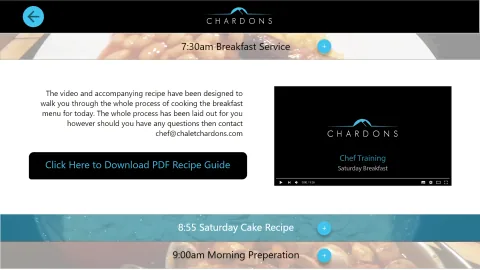 CHARDONS
7:30am Breakfast Service
The video and accompanying recipe have been designed to
walk you through the whole process of cooking the breakfast
menu for today. The whole process has been laid out for you
however should you have any questions then contact
chef@chaletchardons.com
CHARDONS
Chef Training
Saturday Breakfast
Click Here to Download PDF Recipe Guide
8:55 Saturday Cake Recipe
9:00am Morning Preperation